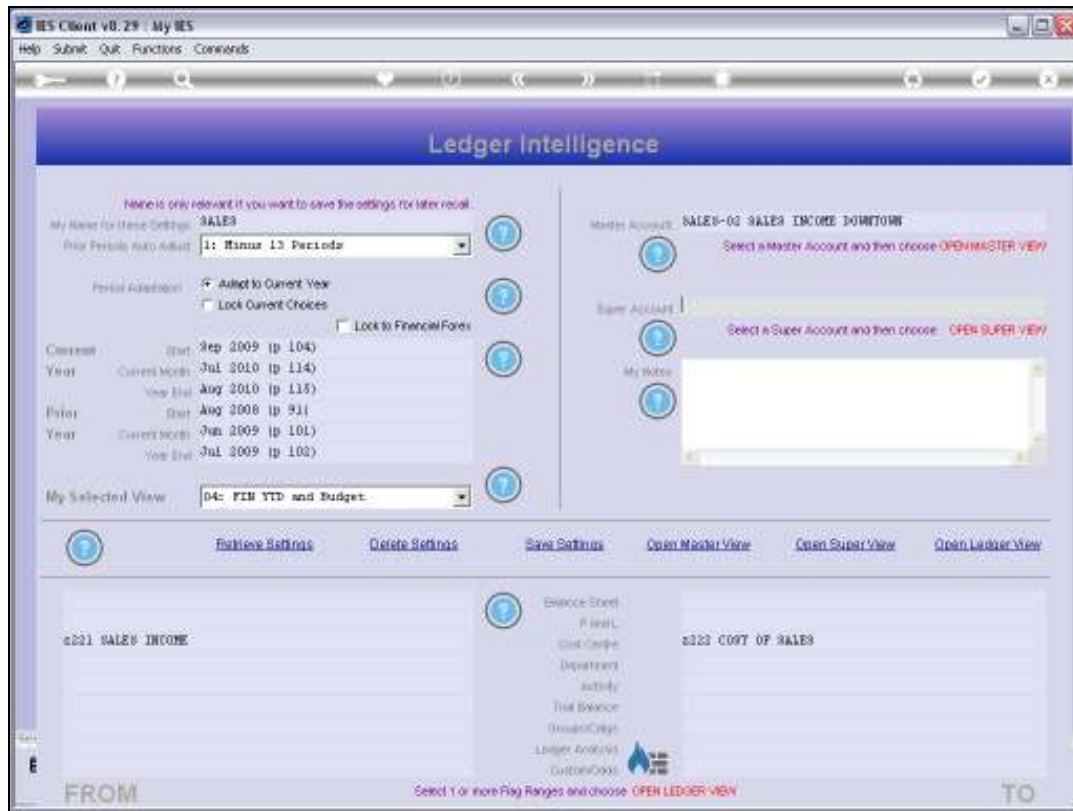 IES Client v0.29 : My IES
Help Submit Quit Functions Commands
Ledger Intelligence
Name is only relevant if you want to save the settings for later recall.
My Name for these Settings SALES
Prior Periods Auto Adjust 1: Minus 13 Periods
Period Adaptation Adapt to Current Year
Lock Current Choices
Lock to Financial Forex
Current Start Sep 2009 (p 104)
Year Current Month Jul 2010 (p 114)
Year End Aug 2010 (p 115)
Prior Start Aug 2008 (p 91)
Year Current Month Jun 2009 (p 101)
Year End Jul 2009 (p 102)
My Selected View 04: FIN YTD and Budget
Master Account SALES-02 SALES INCOME DOWNTOWN
Select a Master Account and then choose OPEN MASTER VIEW
Super Account
Select a Super Account and then choose OPEN SUPER VIEW
My Notes
Retrieve Settings Delete Settings Save Settings Open Master View Open Super View Open Ledger View
Balance Sheet
P and L
z221 SALES INCOME Cost Centre z222 COST OF SALES
Department
Activity
Trial Balance
Ledger Analysis
FROM Select 1 or more Flag Ranges and choose OPEN LEDGER VIEW TO